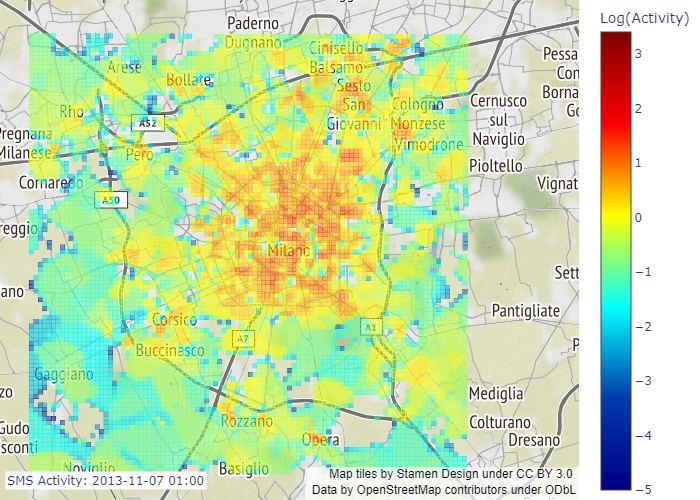 Log(Activity)
3
2
1
0
−1
−2
−3
−4
−5
Paderno
Dugnano
Cinisello
Balsamo
Arese
Bollate
Sesto
San
Giovanni
Cologno
Monzese
Vimodrone
Cernusco
sul
Naviglio
Pioltello
Pessa
Con
Borna
Go
Vignat
Rho
A52
Pregnana
Milanese
Pero
Cornaredo
A50
reggio
ano
Milano
Sett
Pantigliate
P
Corsico
Buccinasco
A7
A1
Gaggiano
zo
Gudo
sconti
Rozzano
Opera
Mediglia
Colturano
Dresano
Noviglio
Basiglio
SMS Activity: 2013-11-07 01:00
Map tiles by Stamen Design under CC BY 3.0
Data by OpenStreetMap contributors under ODbL